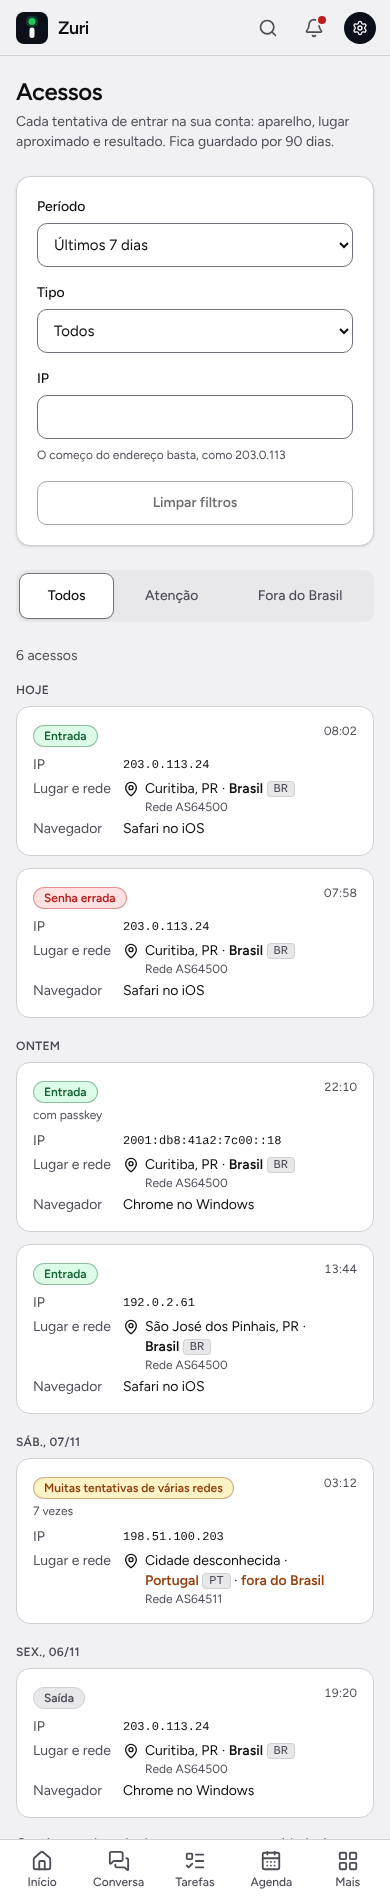 Zuri
Acessos
Cada tentativa de entrar na sua conta: aparelho, lugar
aproximado e resultado. Fica guardado por 90 dias.
Período
Últimos 7 dias
Tipo
Todos
IP
O começo do endereço basta, como 203.0.113
Limpar filtros
Todos Atenção Fora do Brasil
6 acessos
HOJE
Entrada 08:02
IP 203.0.113.24
Lugar e rede Curitiba, PR · Brasil BR
Rede AS64500
Navegador Safari no iOS
Senha errada 07:58
IP 203.0.113.24
Lugar e rede Curitiba, PR · Brasil BR
Rede AS64500
Navegador Safari no iOS
ONTEM
Entrada 22:10
com passkey
IP 2001:db8:41a2:7c00::18
Lugar e rede Curitiba, PR · Brasil BR
Rede AS64500
Navegador Chrome no Windows
Entrada 13:44
IP 192.0.2.61
Lugar e rede São José dos Pinhais, PR ·
Brasil BR
Rede AS64500
Navegador Safari no iOS
SÁB., 07/11
Muitas tentativas de várias redes 03:12
7 vezes
IP 198.51.100.203
Lugar e rede Cidade desconhecida ·
Portugal PT · fora do Brasil
Rede AS64511
SEX., 06/11
Saída 19:20
IP 203.0.113.24
Lugar e rede Curitiba, PR · Brasil BR
Rede AS64500
Navegador Chrome no Windows
Início Conversa Tarefas Agenda Mais